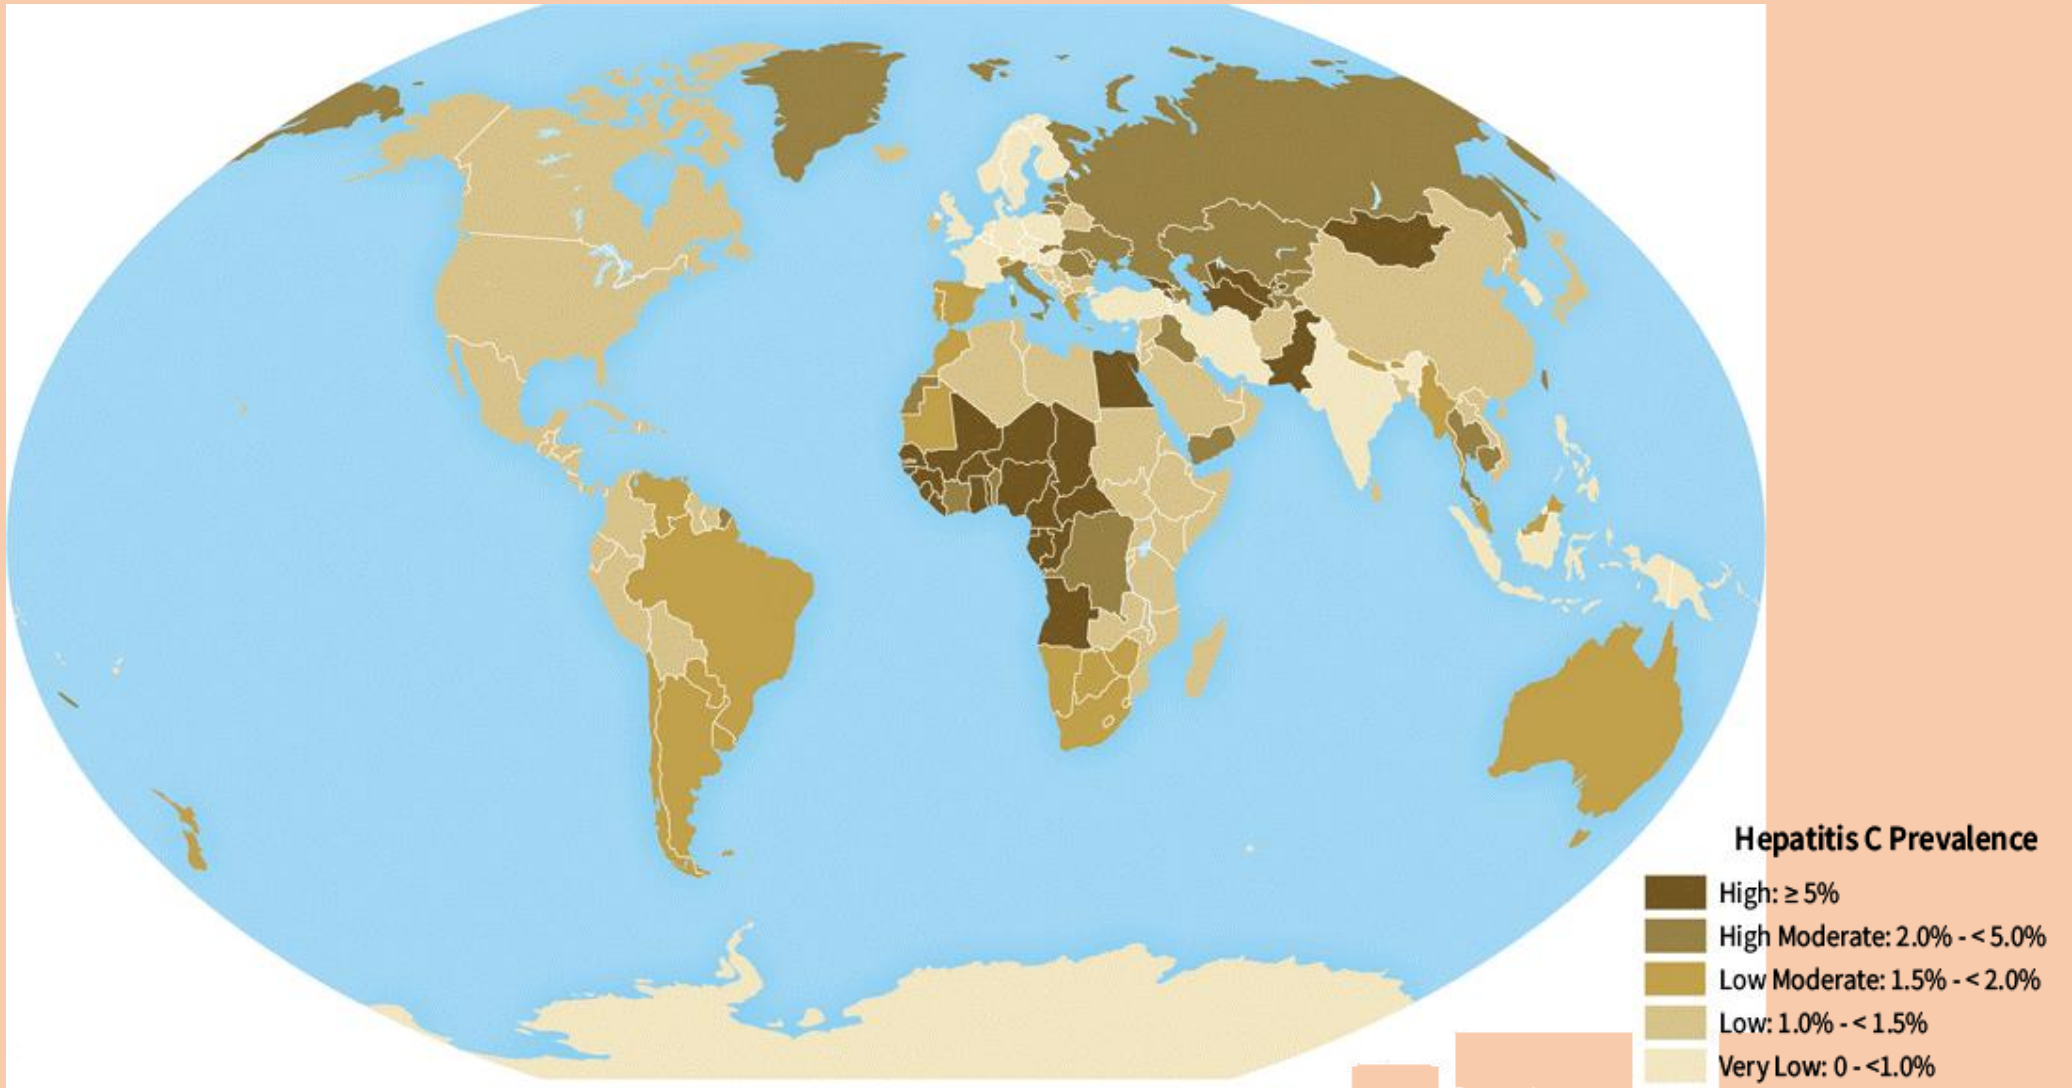 Hepatitis C Prevalence
High: ≥ 5%
High Moderate: 2.0% - < 5.0%
Low Moderate: 1.5% - < 2.0%
Low: 1.0% - < 1.5%
Very Low: 0 - <1.0%